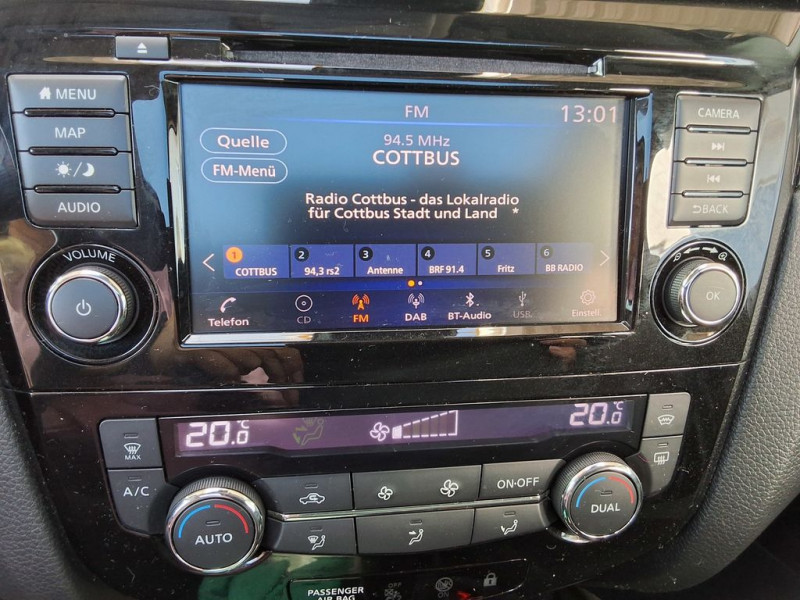 MENU
MAP
AUDIO
VOLUME
FM
13:01
94.5 MHz
COTTBUS
Quelle
FM-Menü
Radio Cottbus - das Lokalradio
für Cottbus Stadt und Land *
1
COTTBUS
2
94,3 rs2
3
Antenne
4
BRF 91.4
5
Fritz
6
BB RADIO
Telefon
CD
FM
DAB
BT-Audio
USB
Einstell.
CAMERA
BACK
OK
20.0 °C
20.0 °C
MAX
A/C
AUTO
ON·OFF
DUAL
PASSENGER
AIR BAG
OFF
ON